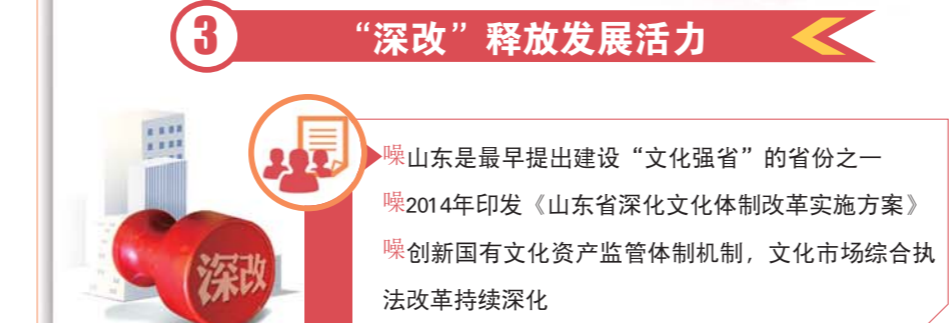 3
“深改”释放发展活力
噪山东是最早提出建设“文化强省”的省份之一
噪2014年印发《山东省深化文化体制改革实施方案》
噪创新国有文化资产监管体制机制，文化市场综合执
法改革持续深化
深改